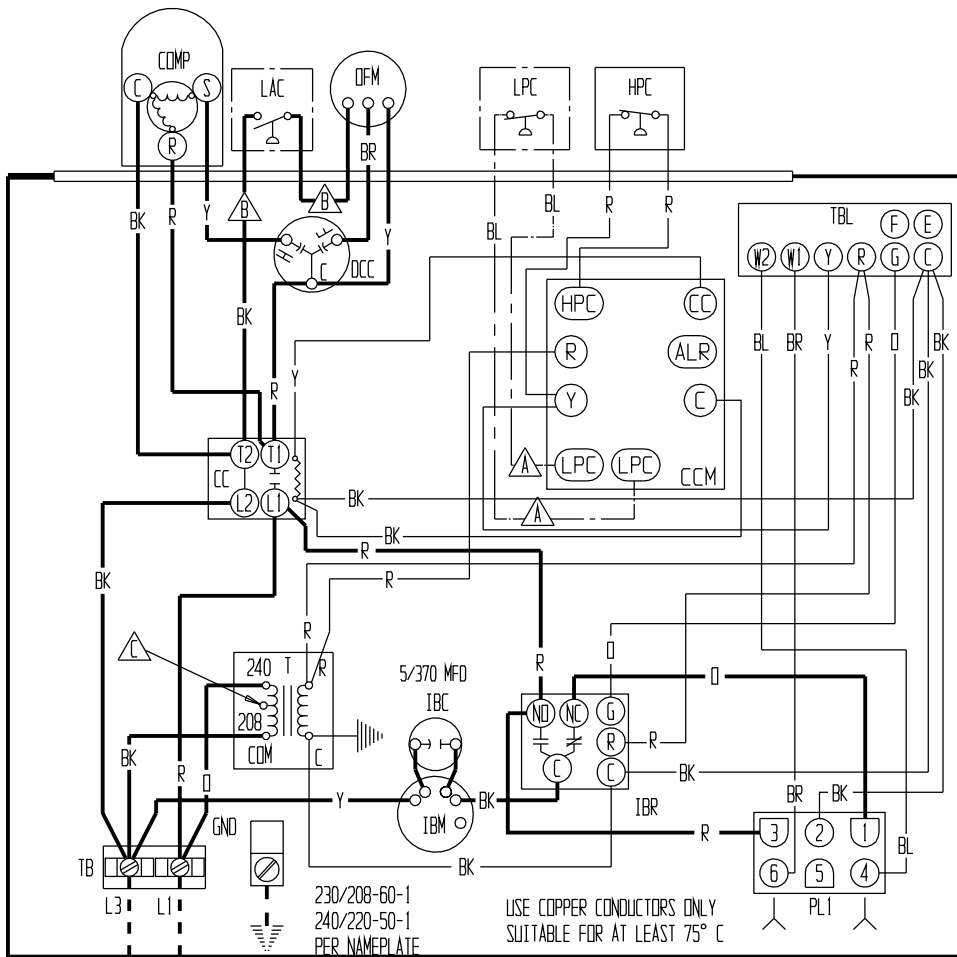 COMP
C
S
R
LAC
OFM
LPC
HPC
BR
B
B
BK
R
Y
Y
BL
BL
R
R
H
F
C
DCC
TBL
F
E
W2
W1
Y
R
G
C
BK
R
Y
HPC
CC
R
ALR
Y
C
LPC
LPC
CCM
A
A
BL
BR
Y
R
R
O
BK
BK
BK
T2
T1
CC
L2
L1
BK
BK
R
R
BK
R
C
240
T
R
208
COM
C
5/370 MFD
IBC
R
O
O
NO
NC
G
R
C
C
R
BK
IBR
BK
R
O
Y
BK
IBM
BR
BK
GND
R
3
2
1
BL
6
5
4
PL1
TB
BK
L3
L1
230/208-60-1
240/220-50-1
PER NAMEPLATE
USE COPPER CONDUCTORS ONLY
SUITABLE FOR AT LEAST 75° C